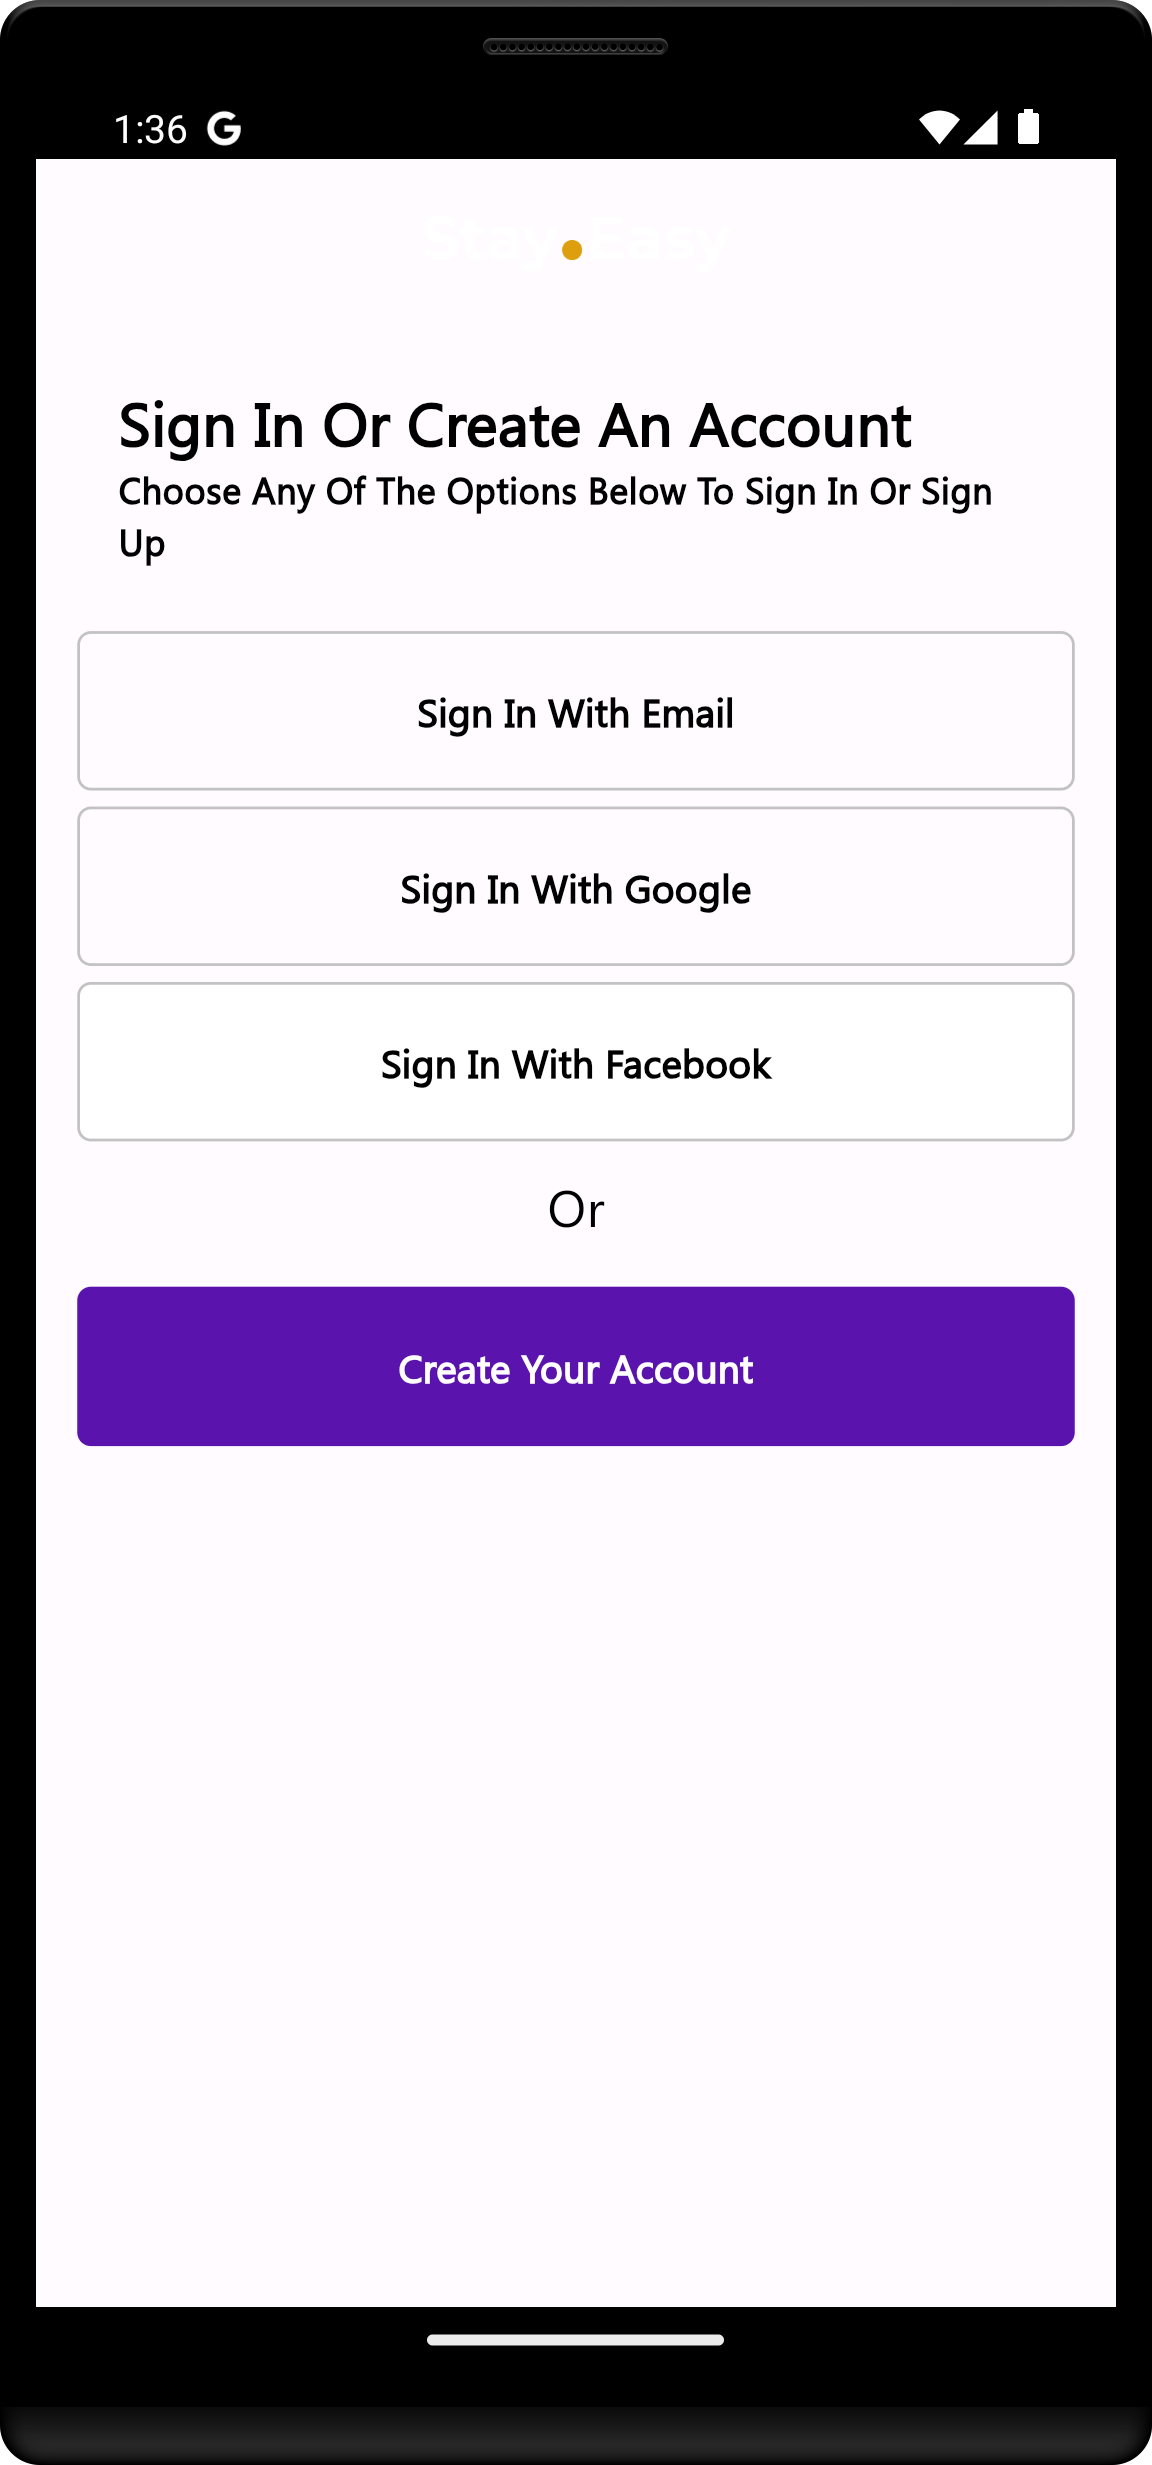 1:36
Stay.Easy
Sign In Or Create An Account
Choose Any Of The Options Below To Sign In Or Sign
Up
Sign In With Email
Sign In With Google
Sign In With Facebook
Or
Create Your Account